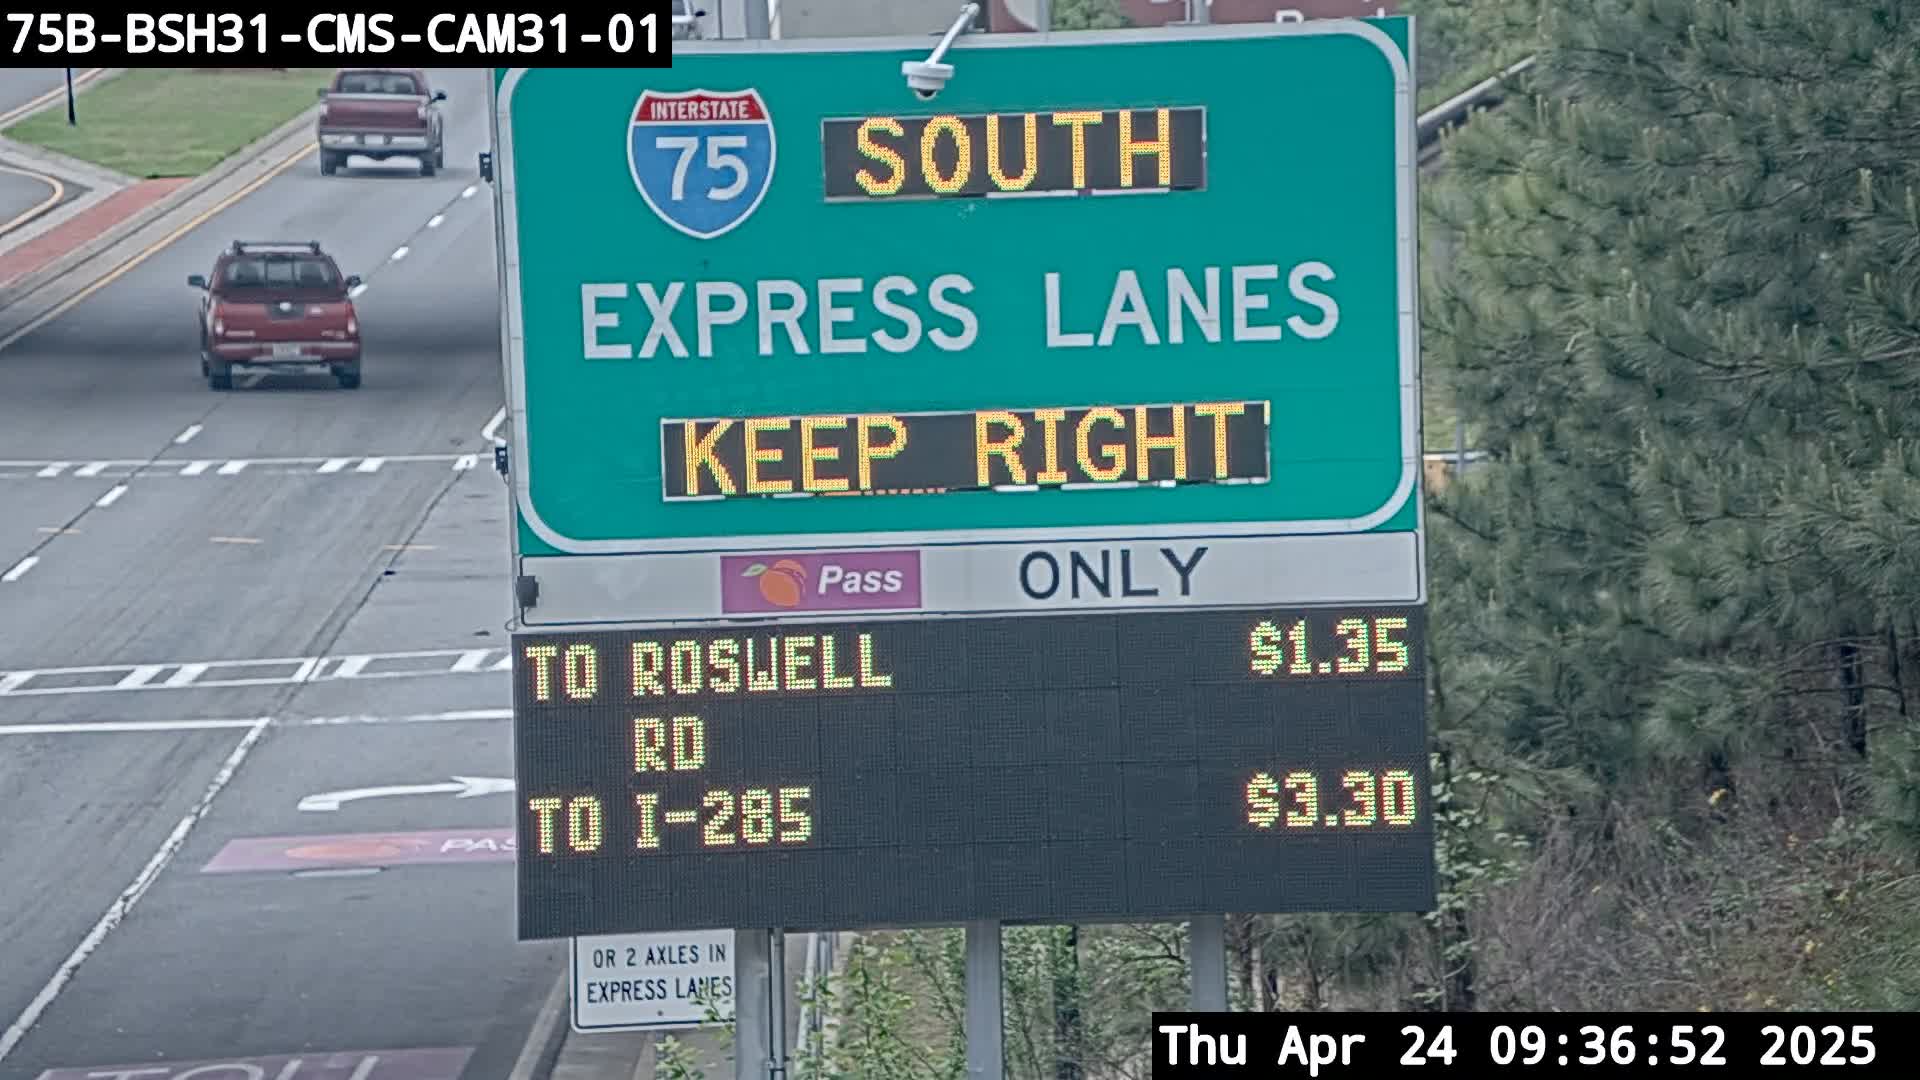 75B-BSH31-CMS-CAM31-01
INTERSTATE
75
SOUTH
EXPRESS LANES
KEEP RIGHT
Pass ONLY
TO ROSWELL $1.35
RD
TO I-285 $3.30
OR 2 AXLES IN
EXPRESS LANES
Thu Apr 24 09:36:52 2025